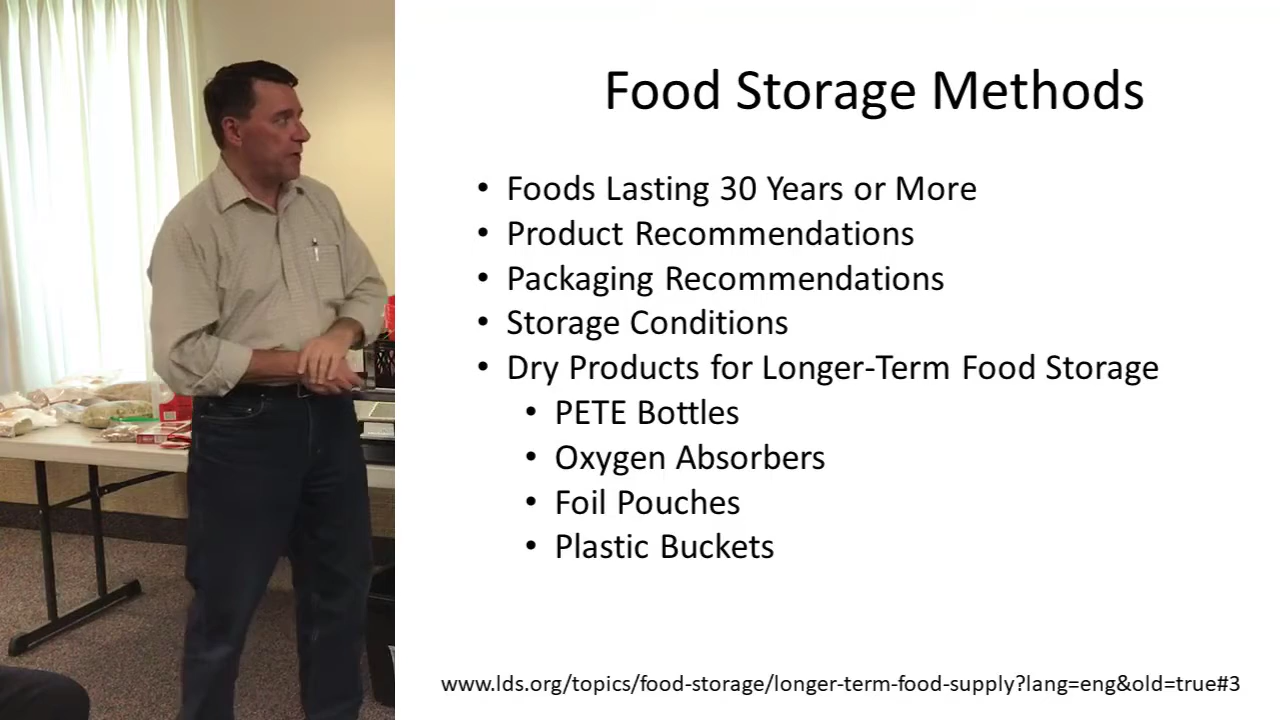 Food Storage Methods
• Foods Lasting 30 Years or More
• Product Recommendations
• Packaging Recommendations
• Storage Conditions
• Dry Products for Longer-Term Food Storage
• PETE Bottles
• Oxygen Absorbers
• Foil Pouches
• Plastic Buckets
www.lds.org/topics/food-storage/longer-term-food-supply?lang=eng&old=true#3